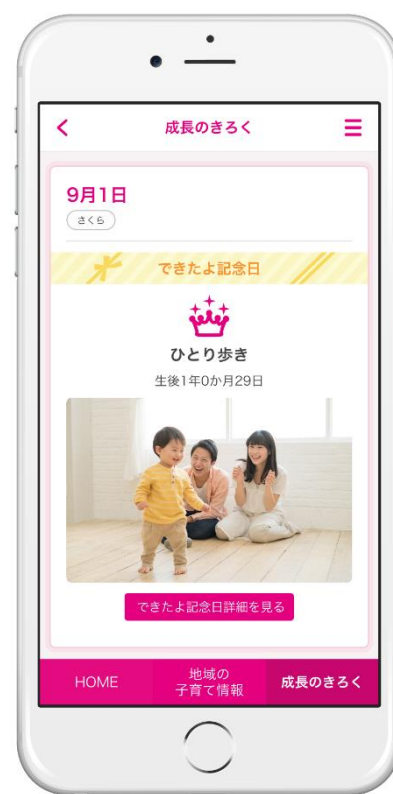 成長のきろく
9月1日
さくら
できたよ記念日
ひとり歩き
生後1年0か月29日
できたよ記念日詳細を見る
HOME
地域の
子育て情報
成長のきろく